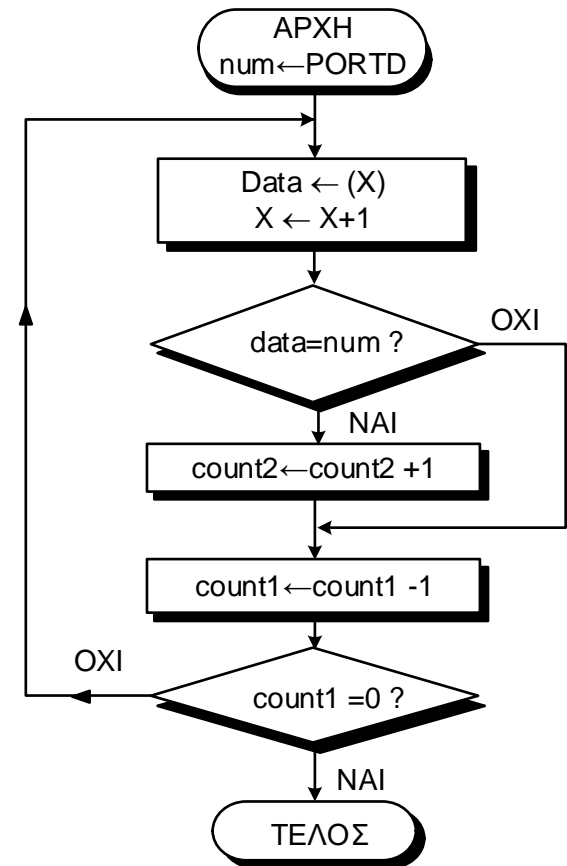 ΑΡΧΗ
num←PORTD
Data ← (X)
X ← X+1
data=num ?
ΟΧΙ
ΝΑΙ
count2←count2 +1
count1←count1 -1
ΟΧΙ
count1 =0 ?
ΝΑΙ
ΤΕΛΟΣ